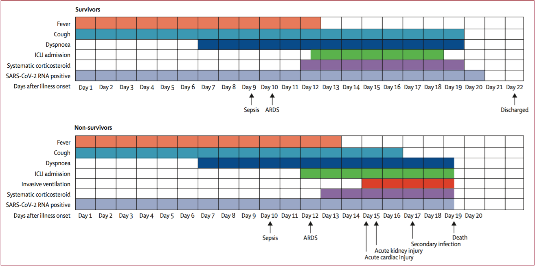 Survivors
Fever
Cough
Dyspnoea
ICU admission
Systematic corticosteroid
SARS-CoV-2 RNA positive
Days after illness onset Day 1 Day 2 Day 3 Day 4 Day 5 Day 6 Day 7 Day 8 Day 9 Day 10 Day 11 Day 12 Day 13 Day 14 Day 15 Day 16 Day 17 Day 18 Day 19 Day 20 Day 21 Day 22
Sepsis ARDS Discharged
Non-survivors
Fever
Cough
Dyspnoea
ICU admission
Invasive ventilation
Systematic corticosteroid
SARS-CoV-2 RNA positive
Days after illness onset Day 1 Day 2 Day 3 Day 4 Day 5 Day 6 Day 7 Day 8 Day 9 Day 10 Day 11 Day 12 Day 13 Day 14 Day 15 Day 16 Day 17 Day 18 Day 19 Day 20
Sepsis ARDS Death
Secondary infection
Acute kidney injury
Acute cardiac injury